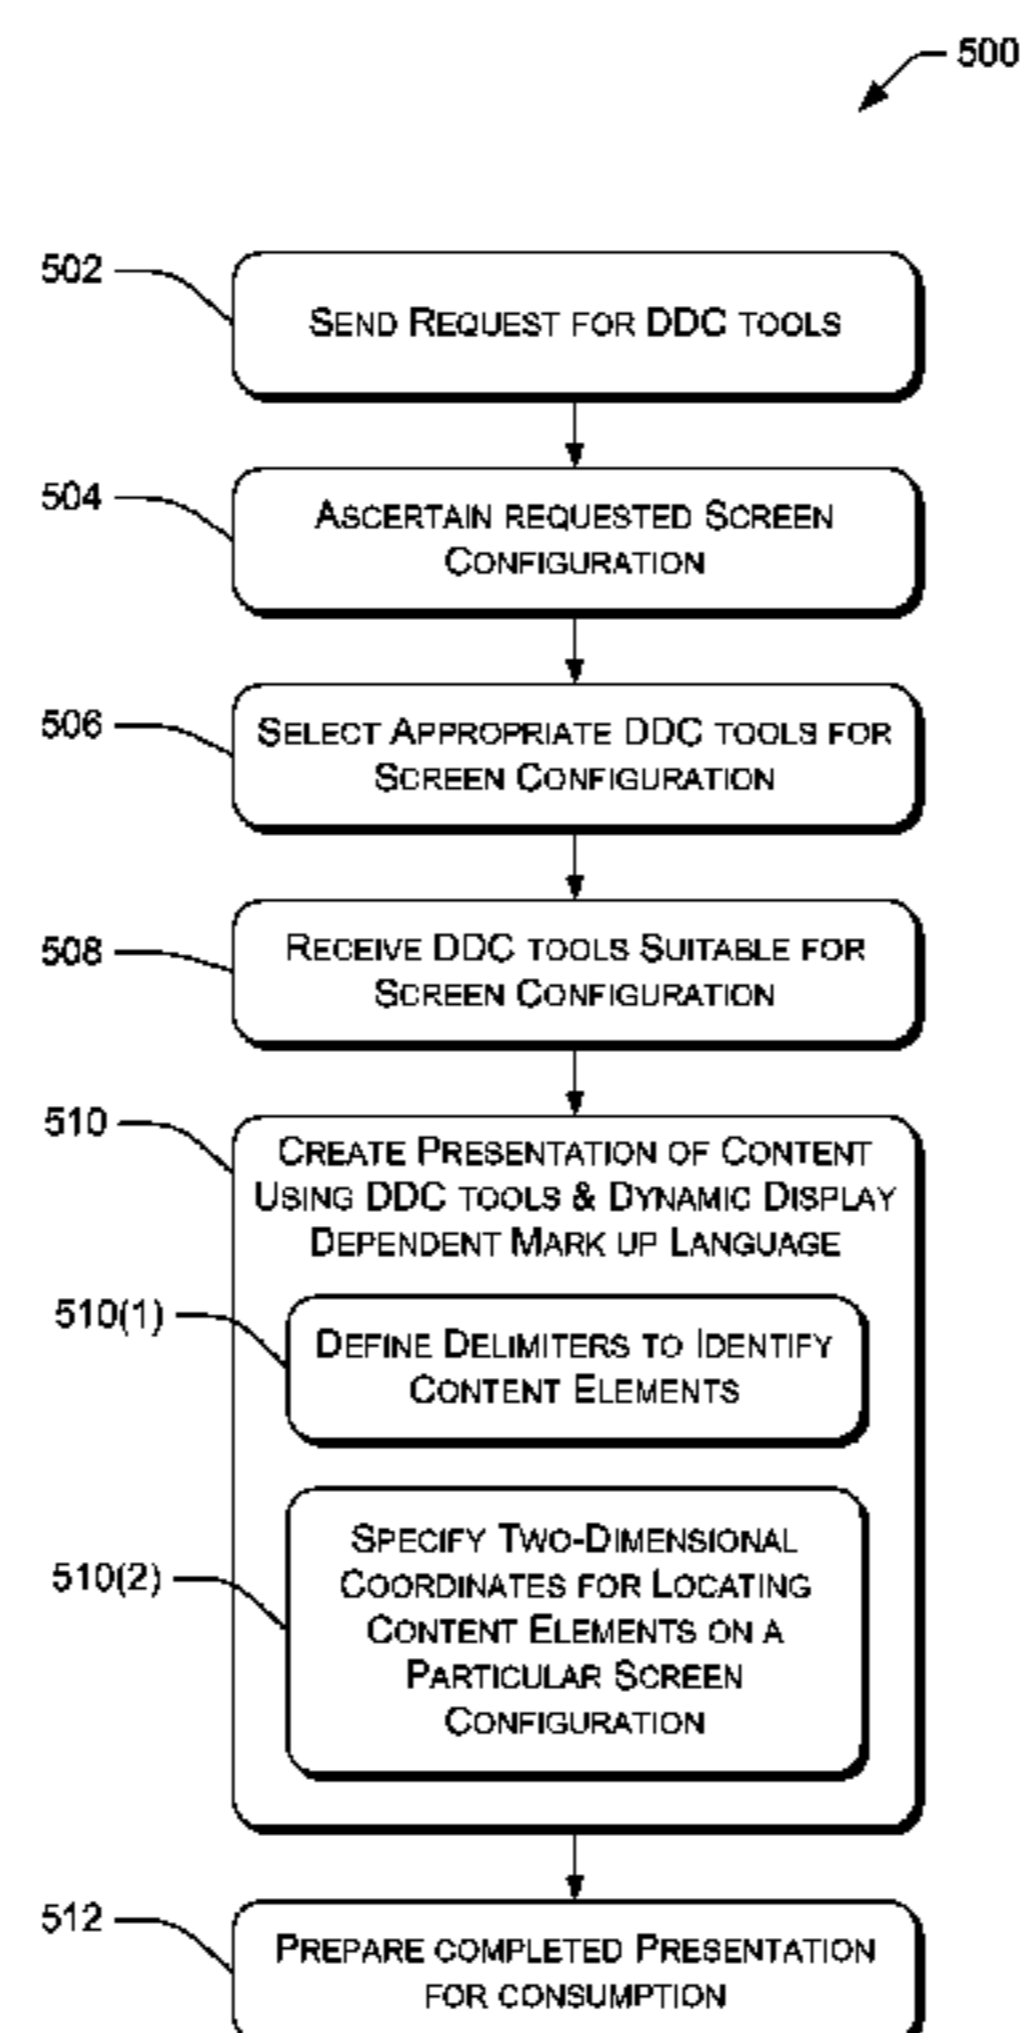 500
502
SEND REQUEST FOR DDC TOOLS
504
ASCERTAIN REQUESTED SCREEN
CONFIGURATION
506
SELECT APPROPRIATE DDC TOOLS FOR
SCREEN CONFIGURATION
508
RECEIVE DDC TOOLS SUITABLE FOR
SCREEN CONFIGURATION
510
CREATE PRESENTATION OF CONTENT
USING DDC TOOLS & DYNAMIC DISPLAY
DEPENDENT MARK UP LANGUAGE
510(1)
DEFINE DELIMITERS TO IDENTIFY
CONTENT ELEMENTS
510(2)
SPECIFY TWO-DIMENSIONAL
COORDINATES FOR LOCATING
CONTENT ELEMENTS ON A
PARTICULAR SCREEN
CONFIGURATION
512
PREPARE COMPLETED PRESENTATION
FOR CONSUMPTION